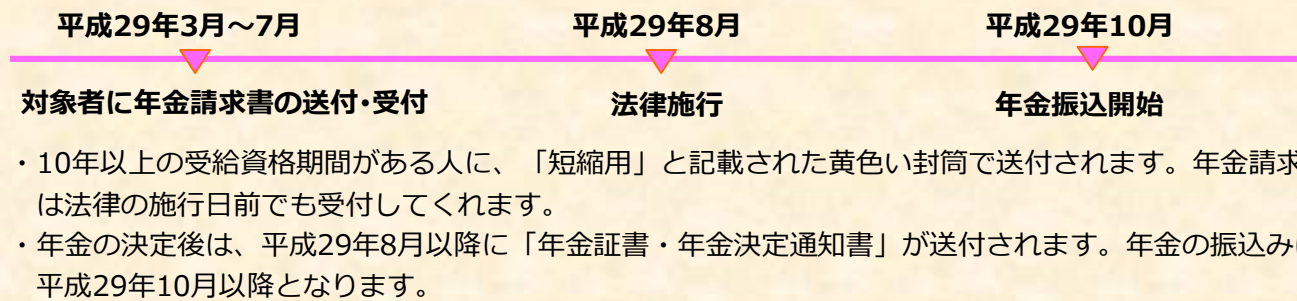 平成29年3月～7月 平成29年8月 平成29年10月
対象者に年金請求書の送付・受付 法律施行 年金振込開始
・10年以上の受給資格期間がある人に、「短縮用」と記載された黄色い封筒で送付されます。年金請求
は法律の施行日前でも受付してくれます。
・年金の決定後は、平成29年8月以降に「年金証書・年金決定通知書」が送付されます。年金の振込み
平成29年10月以降となります。